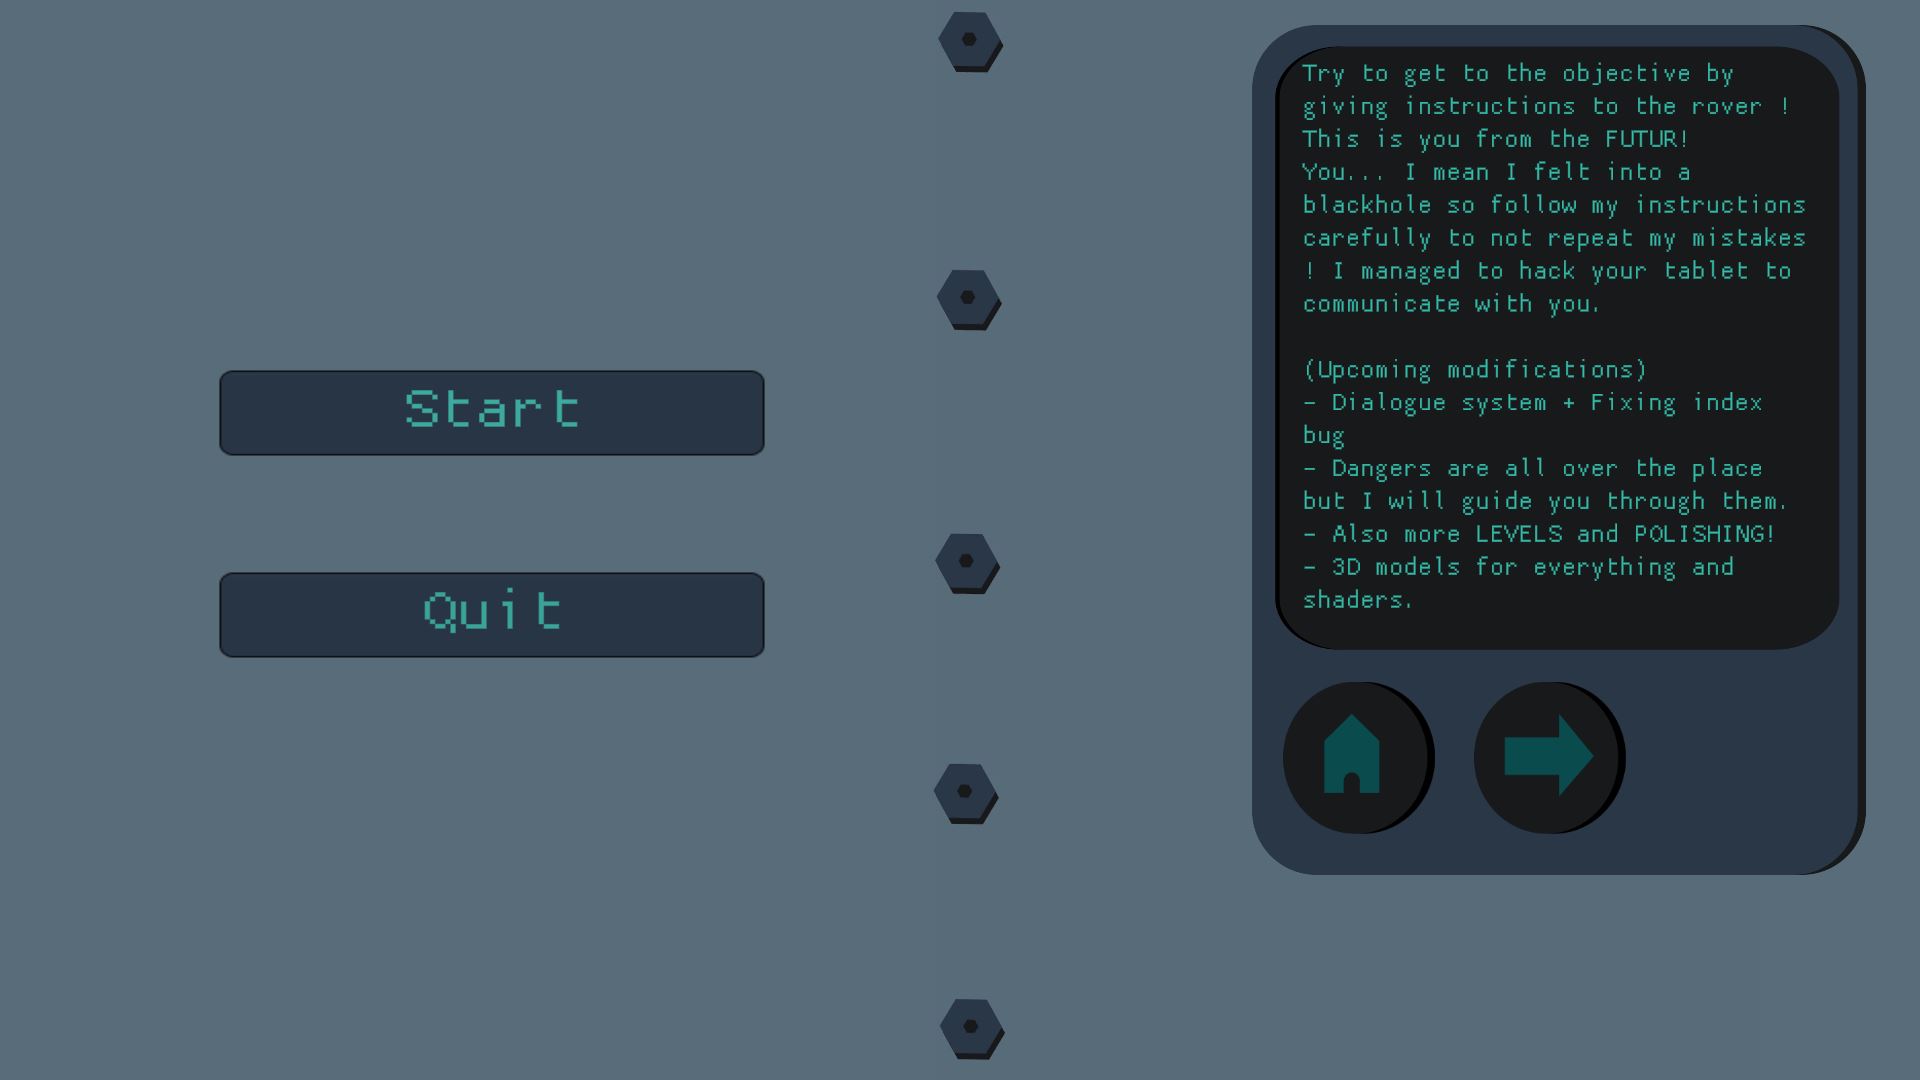 Start
Quit
Try to get to the objective by
giving instructions to the rover !
This is you from the FUTUR!
You... I mean I felt into a
blackhole so follow my instructions
carefully to not repeat my mistakes
! I managed to hack your tablet to
communicate with you.
(Upcoming modifications)
- Dialogue system + Fixing index
bug
- Dangers are all over the place
but I will guide you through them.
- Also more LEVELS and POLISHING!
- 3D models for everything and
shaders.